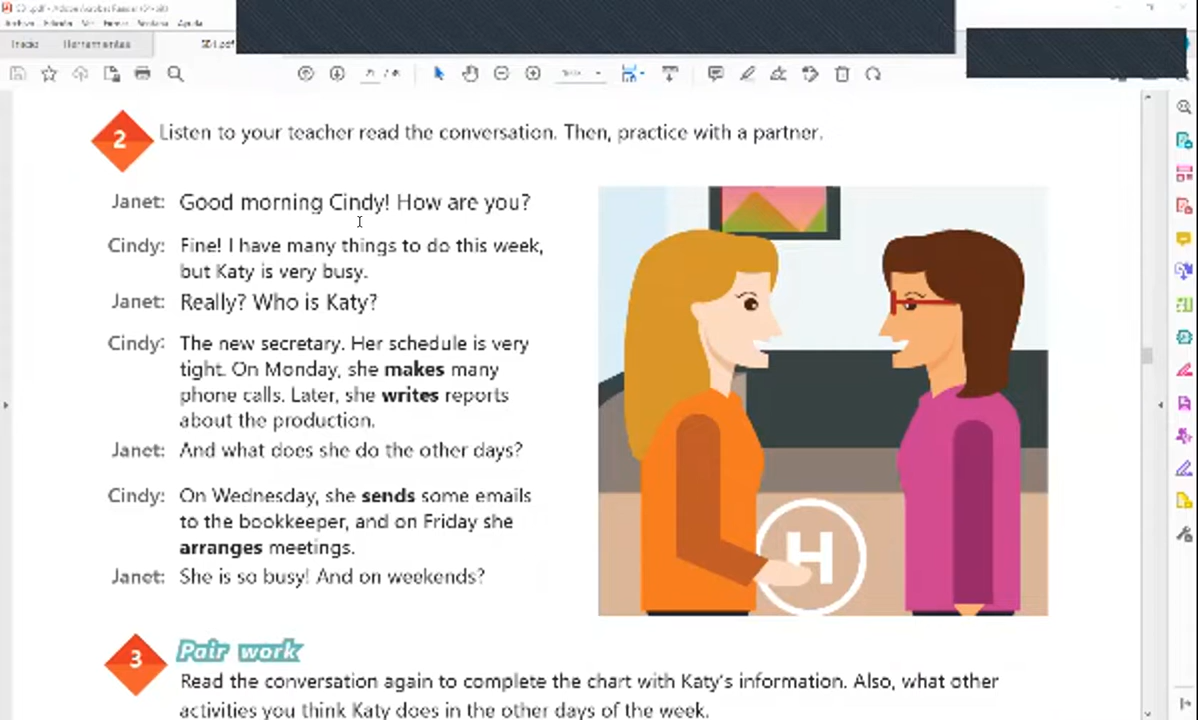 Inicio
Herramientas
2
Listen to your teacher read the conversation. Then, practice with a partner.
Janet: Good morning Cindy! How are you?
Cindy: Fine! I have many things to do this week,
but Katy is very busy.
Janet: Really? Who is Katy?
Cindy: The new secretary. Her schedule is very
tight. On Monday, she makes many
phone calls. Later, she writes reports
about the production.
Janet: And what does she do the other days?
Cindy: On Wednesday, she sends some emails
to the bookkeeper, and on Friday she
arranges meetings.
Janet: She is so busy! And on weekends?
H
3
Pair work
Read the conversation again to complete the chart with Katy's information. Also, what other
activities you think Katy does in the other days of the week.